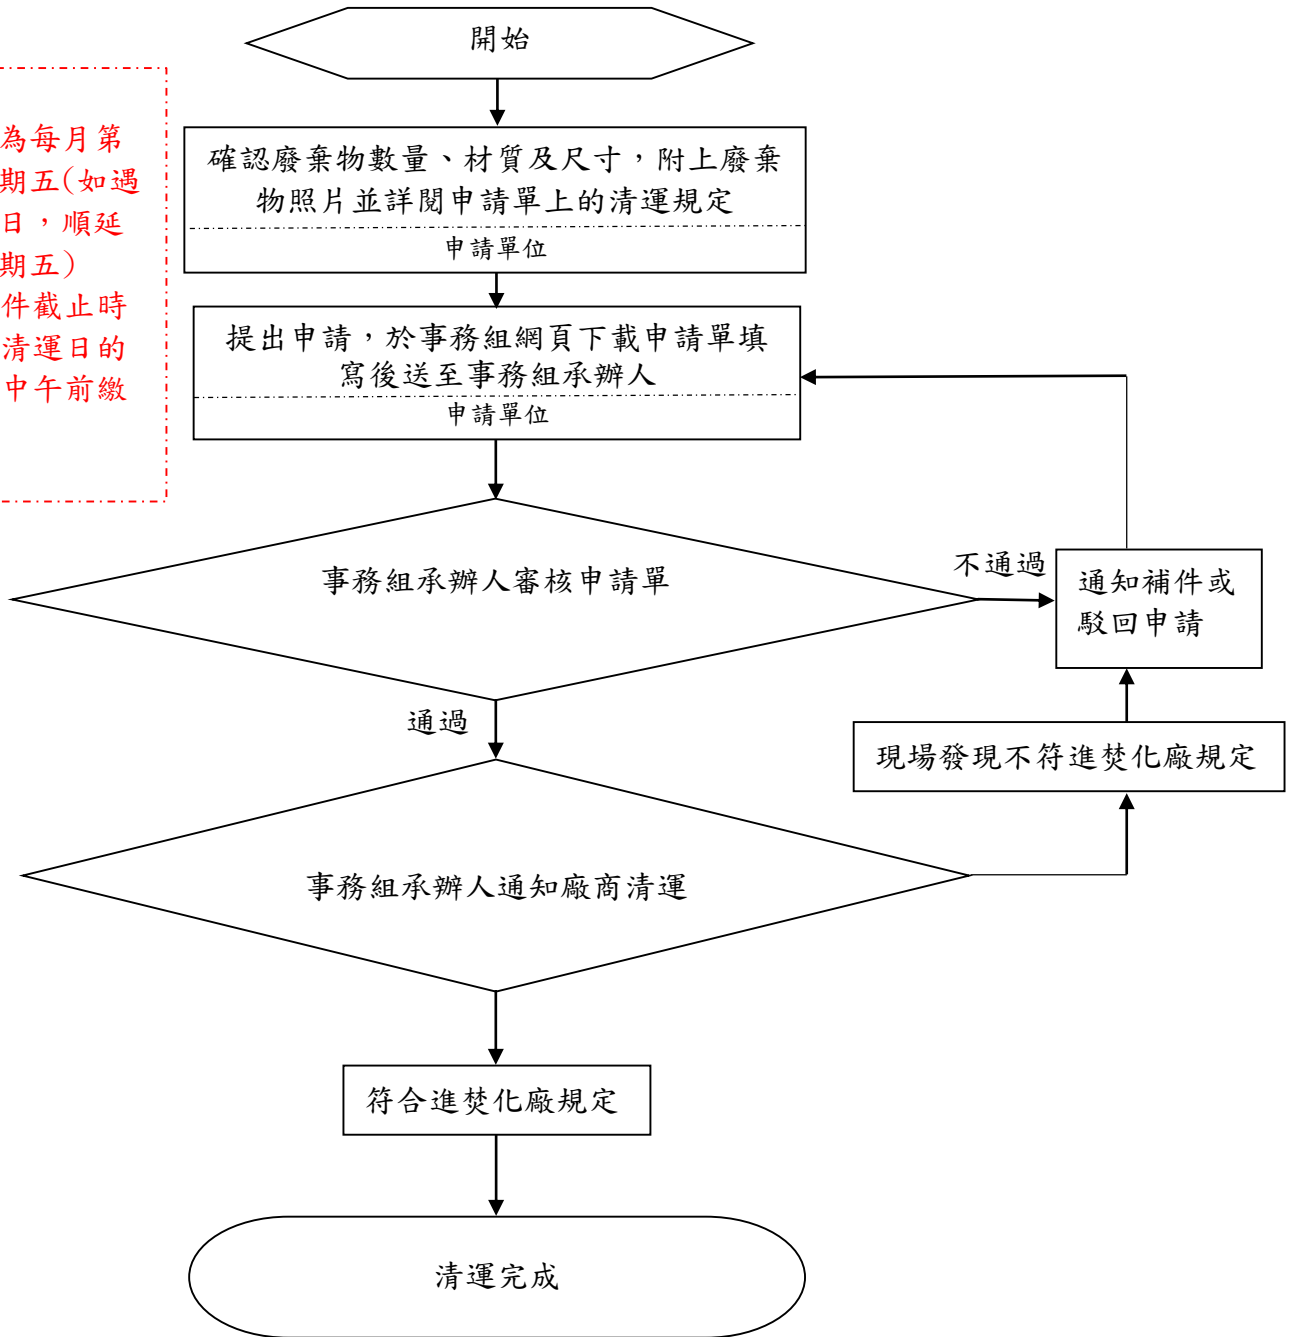 開始
為每月第
期五(如遇
日，順延
期五)
件截止時
清運日的
中午前繳
確認廢棄物數量、材質及尺寸，附上廢棄
物照片並詳閱申請單上的清運規定
申請單位
提出申請，於事務組網頁下載申請單填
寫後送至事務組承辦人
申請單位
事務組承辦人審核申請單
不通過
通知補件或
駁回申請
通過
現場發現不符進焚化廠規定
事務組承辦人通知廠商清運
符合進焚化廠規定
清運完成